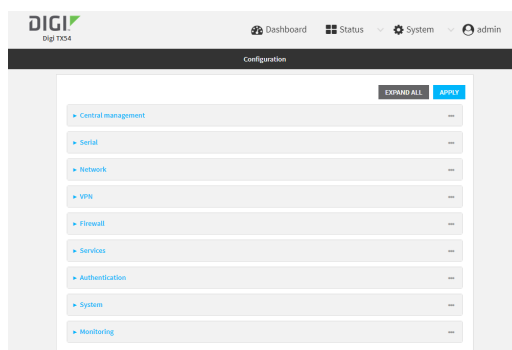 DIGI
Digi TX54
Dashboard Status System admin
Configuration
EXPAND ALL APPLY
Central management
Serial
Network
VPN
Firewall
Services
Authentication
System
Monitoring